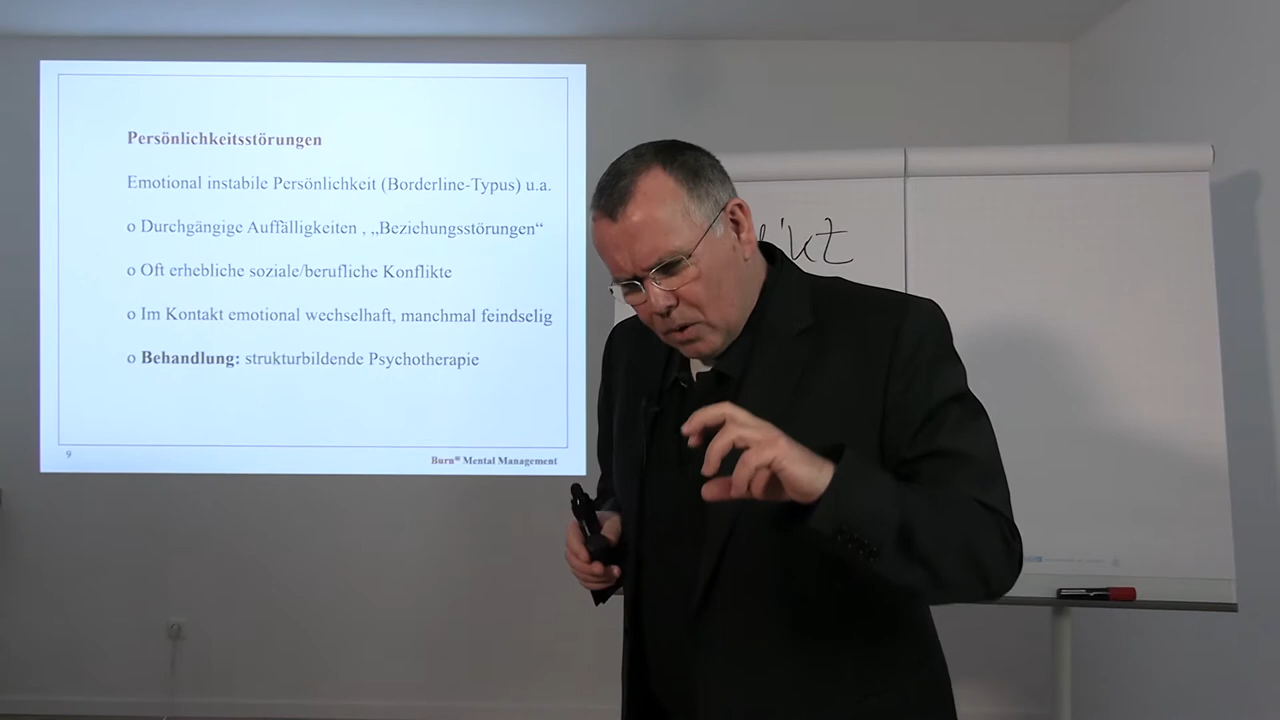 Persönlichkeitsstörungen
Emotional instabile Persönlichkeit (Borderline-Typus) u.a.
o Durchgängige Auffälligkeiten , „Beziehungsstörungen“
o Oft erhebliche soziale/berufliche Konflikte
o Im Kontakt emotional wechselhaft, manchmal feindselig
o Behandlung: strukturbildende Psychotherapie
9
Burn® Mental Management